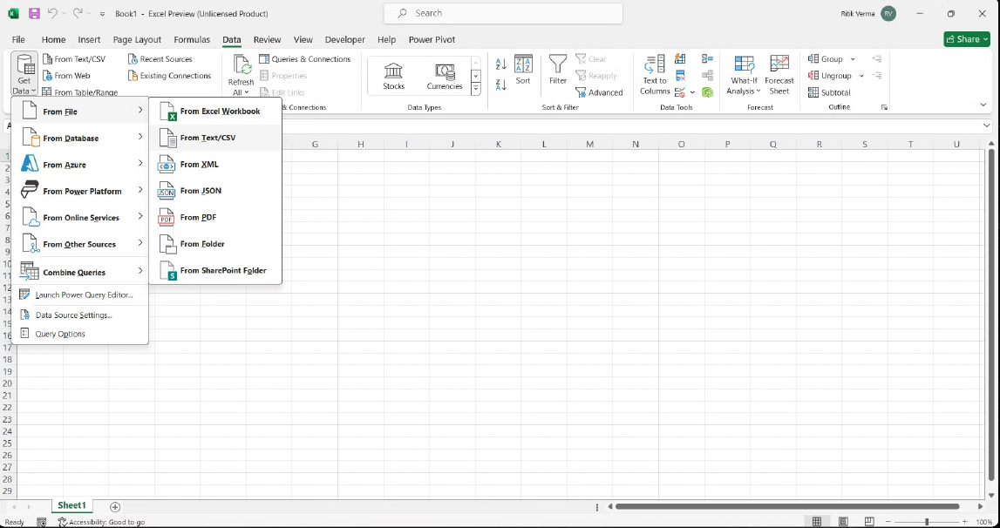 Book1 - Excel Preview (Unlicensed Product)
Search
Ritik Verma
RV
File Home Insert Page Layout Formulas Data Review View Developer Help Power Pivot
Share
Get Data
From Text/CSV
From Web
From Table/Range
Recent Sources
Existing Connections
Refresh All
Queries & Connections
Properties
Edit Links
& Connections
Stocks
Currencies
Data Types
Sort
Filter
Clear
Reapply
Advanced
Sort & Filter
Text to Columns
Data Tools
What-If Analysis
Forecast Sheet
Forecast
Group
Ungroup
Subtotal
Outline
From File
From Database
From Azure
From Power Platform
From Online Services
From Other Sources
Combine Queries
Launch Power Query Editor...
Data Source Settings...
Query Options
From Excel Workbook
From Text/CSV
From XML
From JSON
From PDF
From Folder
From SharePoint Folder
G H I J K L M N O P Q R S T U
1
2
3
4
5
6
7
8
9
10
11
12
13
14
15
16
17
18
19
20
21
22
23
24
25
26
27
28
29
Sheet1
Ready
Accessibility: Good to go
100%